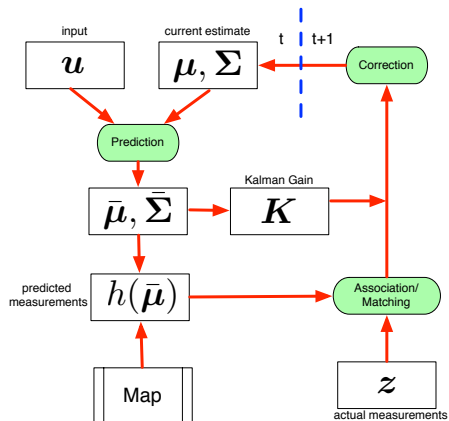 input
u
current estimate
μ, Σ
t
t+1
Correction
Prediction
μ̄, Σ̄
Kalman Gain
K
predicted
measurements
h(μ̄)
Association/
Matching
Map
z
actual measurements